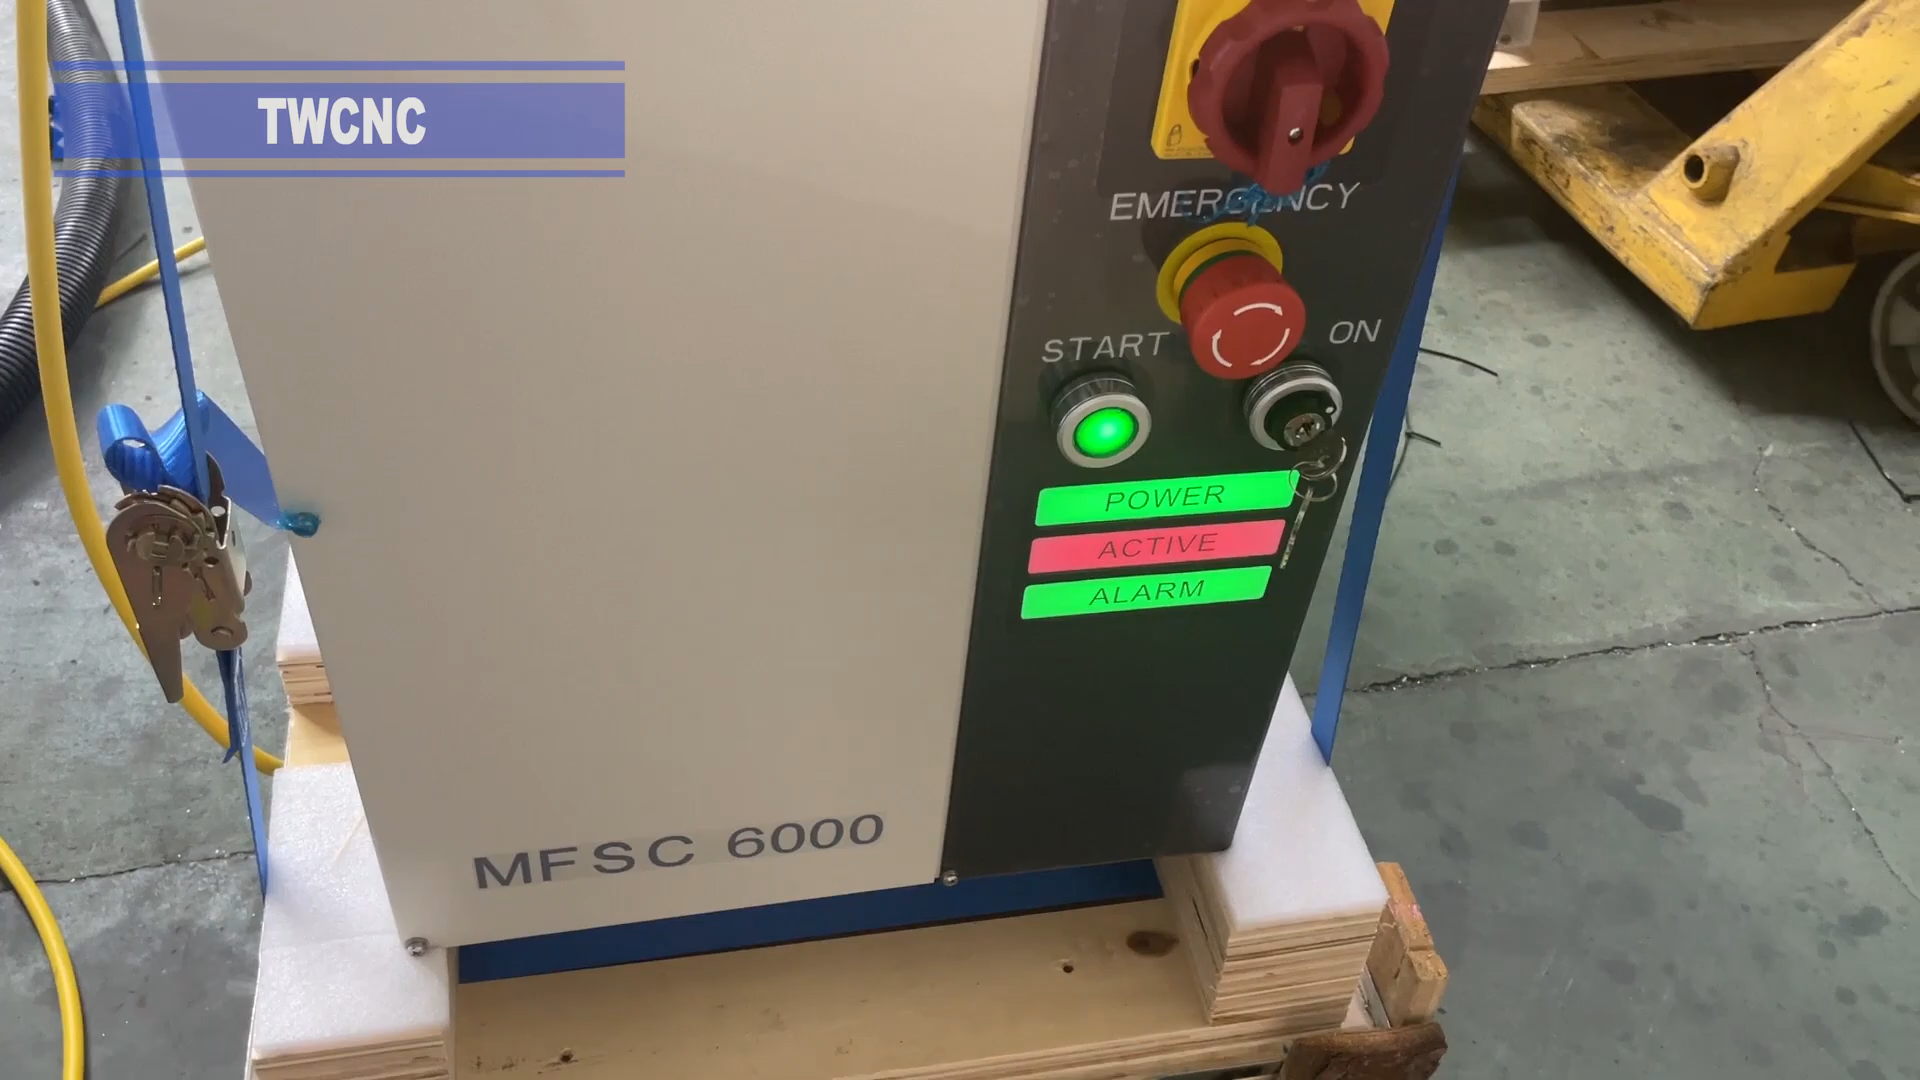 TWCNC
EMERGENCY
START
ON
POWER
ACTIVE
ALARM
MFSC 6000